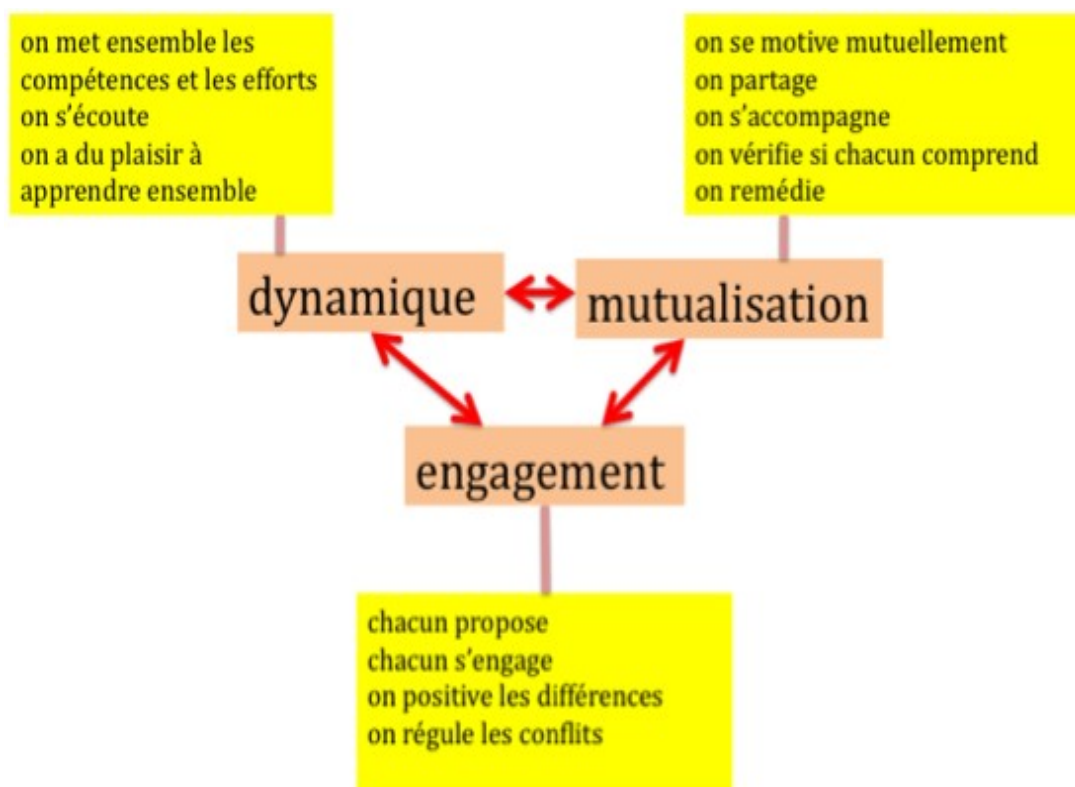 on met ensemble les
compétences et les efforts
on s'écoute
on a du plaisir à
apprendre ensemble
on se motive mutuellement
on partage
on s'accompagne
on vérifie si chacun comprend
on remédie
dynamique
mutualisation
engagement
chacun propose
chacun s'engage
on positive les différences
on régule les conflits